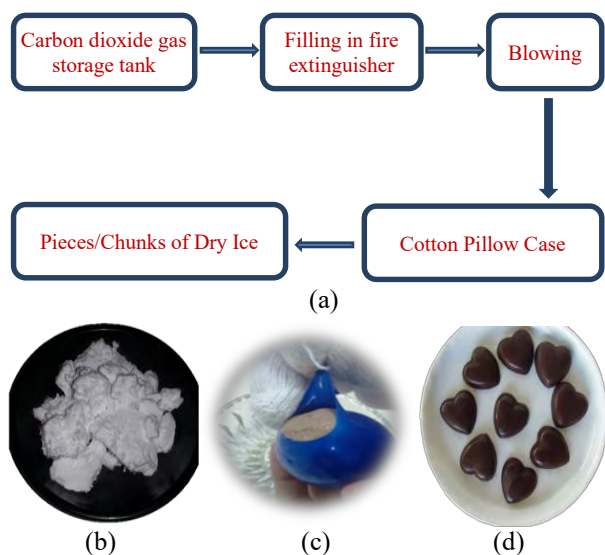 Carbon dioxide gas
storage tank
Filling in fire
extinguisher
Blowing
Cotton Pillow Case
Pieces/Chunks of Dry Ice
(a)
(b)
(c)
(d)